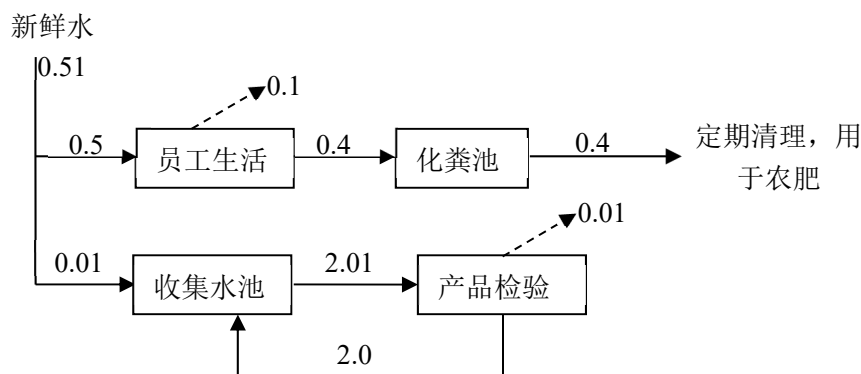 新鲜水
0.51
0.1
0.5
员工生活
0.4
化粪池
0.4
定期清理，用
于农肥
0.01
0.01
收集水池
2.01
产品检验
2.0